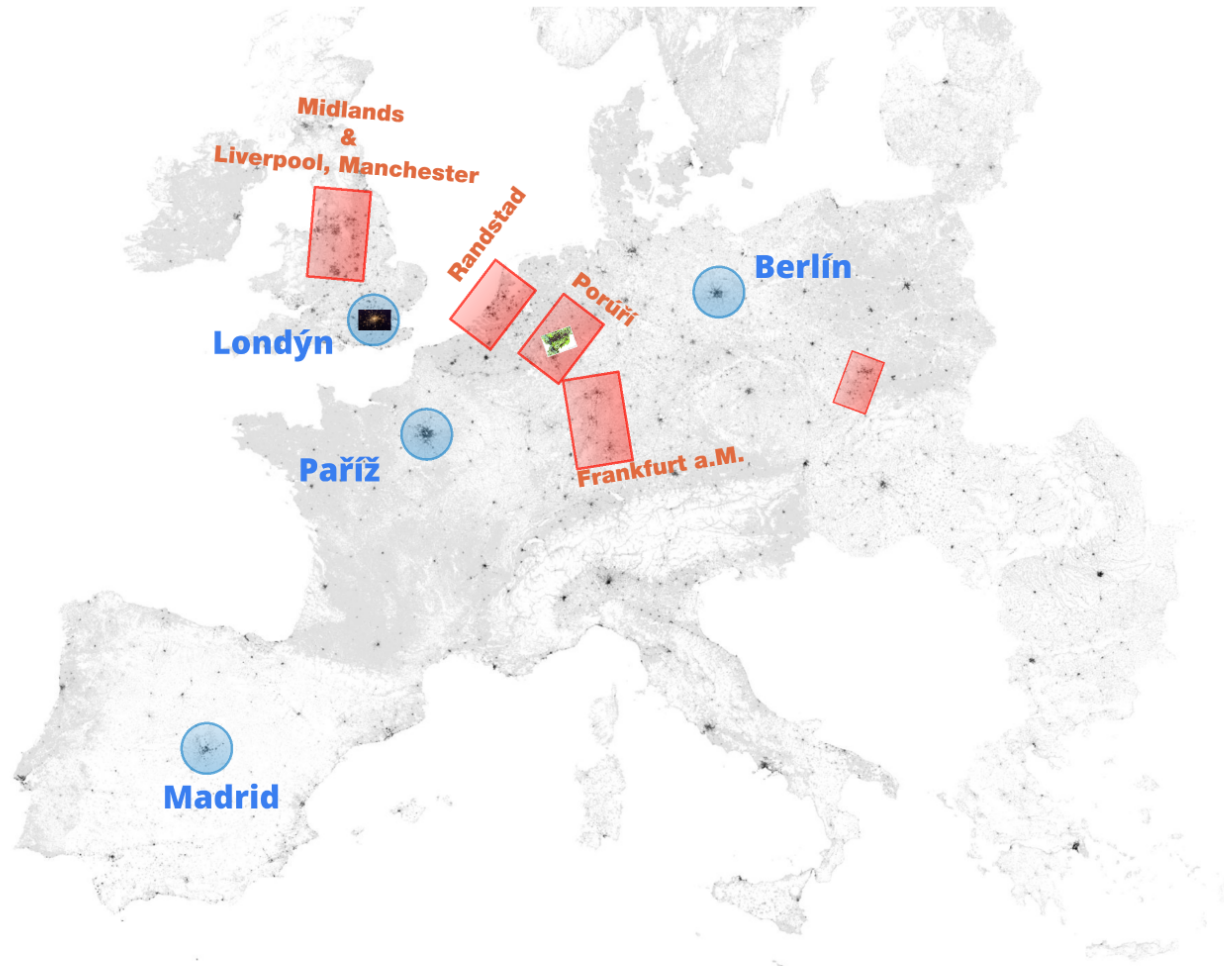 Midlands
&
Liverpool, Manchester
Randstad
Porúří
Berlín
Londýn
Paříž
Frankfurt a.M.
Madrid